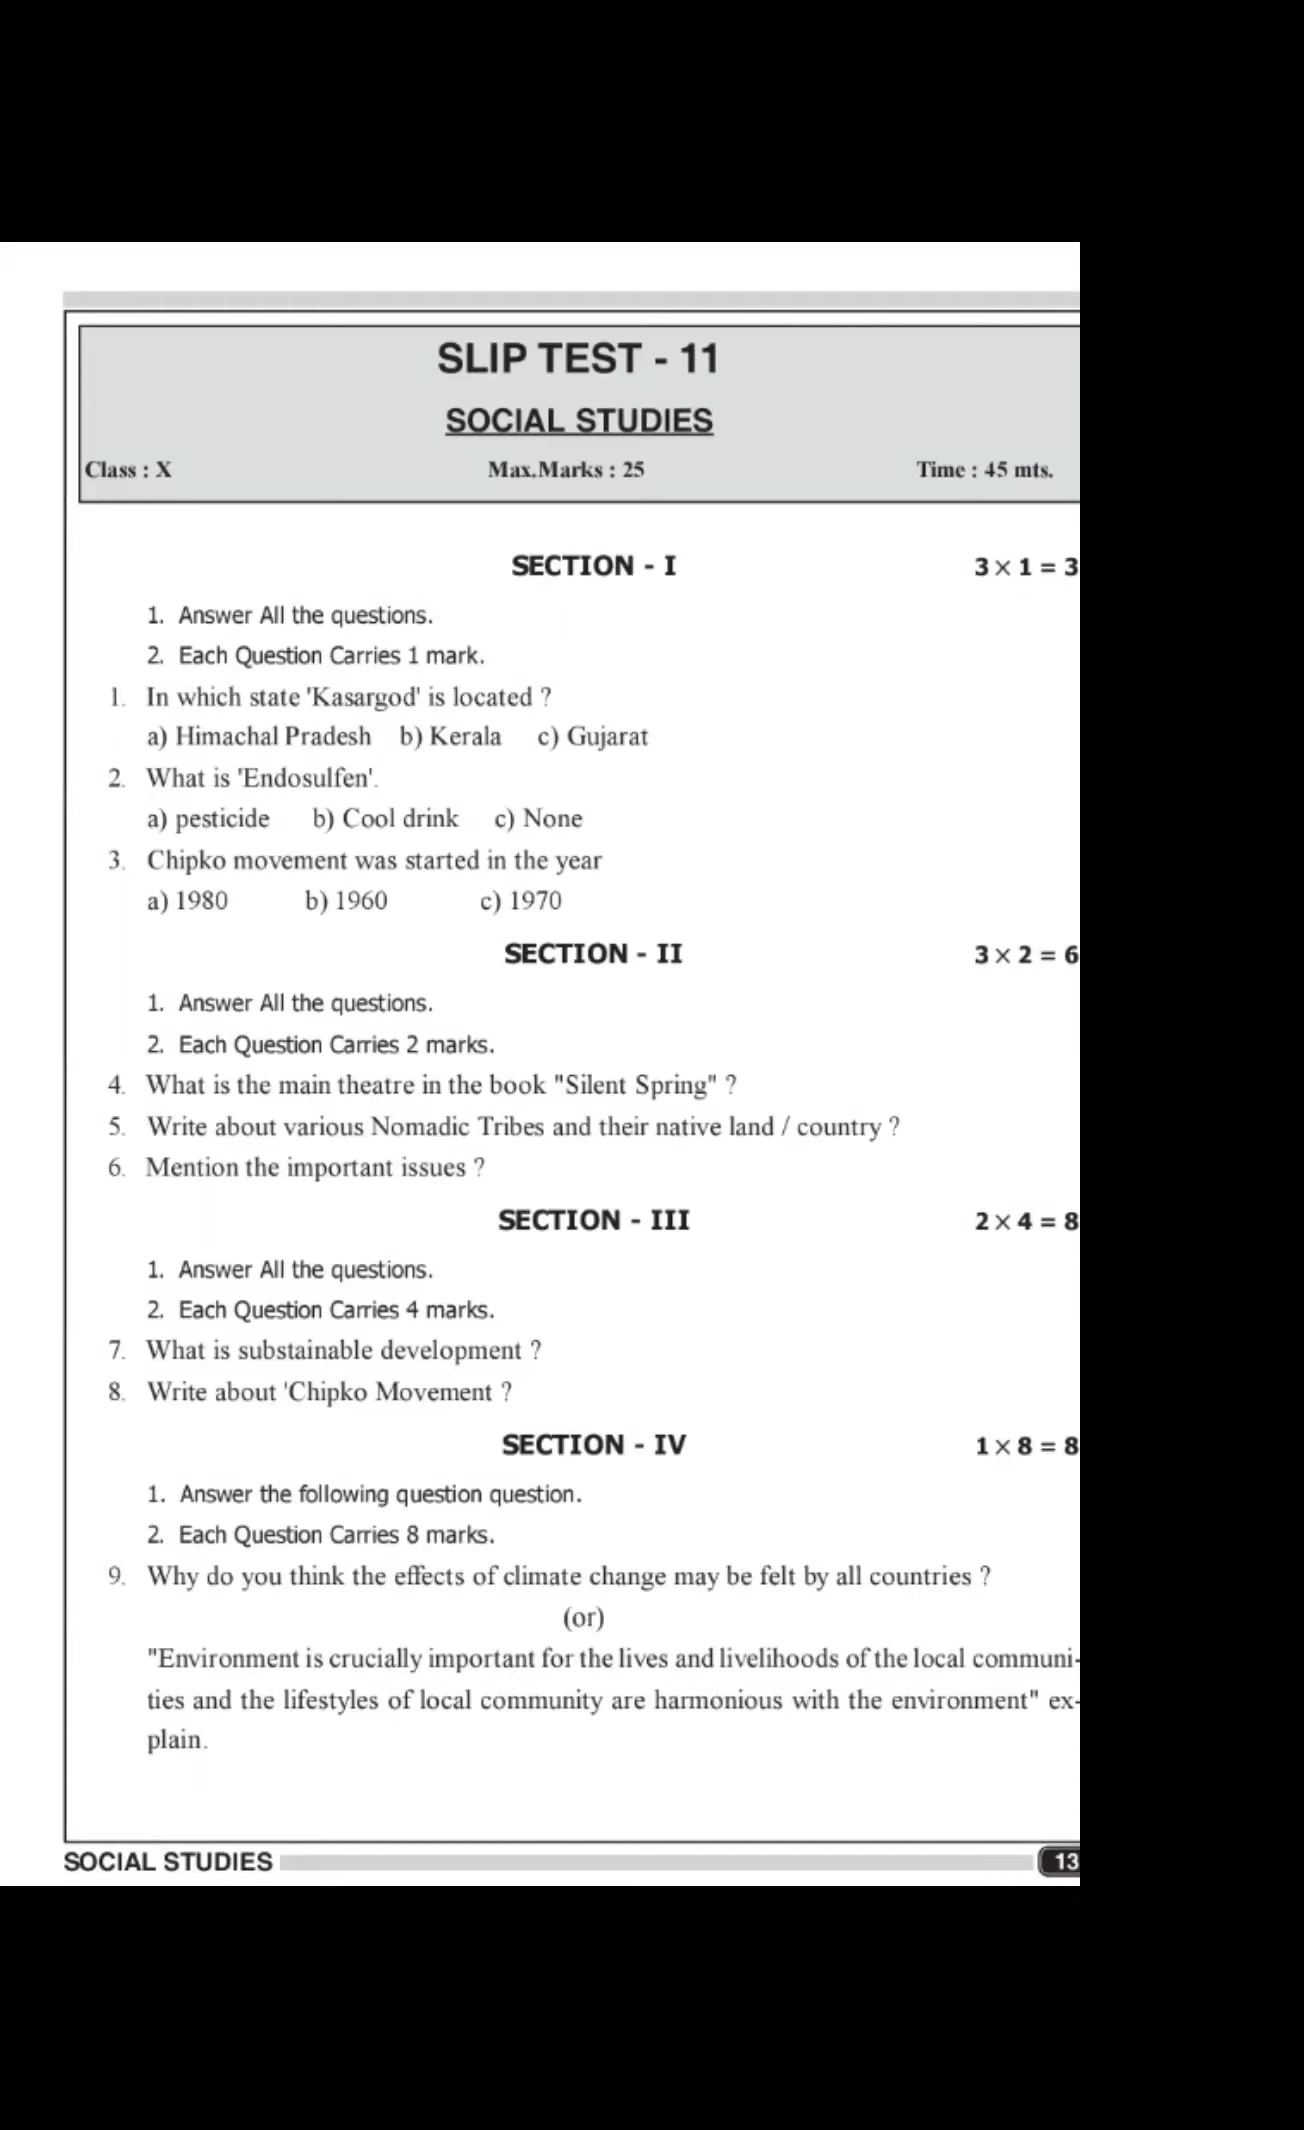 SLIP TEST - 11
SOCIAL STUDIES
Class : X Max.Marks : 25 Time : 45 mts.
SECTION - I 3 × 1 = 3
1. Answer All the questions.
2. Each Question Carries 1 mark.
1. In which state 'Kasargod' is located ?
a) Himachal Pradesh b) Kerala c) Gujarat
2. What is 'Endosulfen'.
a) pesticide b) Cool drink c) None
3. Chipko movement was started in the year
a) 1980 b) 1960 c) 1970
SECTION - II 3 × 2 = 6
1. Answer All the questions.
2. Each Question Carries 2 marks.
4. What is the main theatre in the book "Silent Spring" ?
5. Write about various Nomadic Tribes and their native land / country ?
6. Mention the important issues ?
SECTION - III 2 × 4 = 8
1. Answer All the questions.
2. Each Question Carries 4 marks.
7. What is substainable development ?
8. Write about 'Chipko Movement ?
SECTION - IV 1 × 8 = 8
1. Answer the following question question.
2. Each Question Carries 8 marks.
9. Why do you think the effects of climate change may be felt by all countries ?
(or)
"Environment is crucially important for the lives and livelihoods of the local communi-
ties and the lifestyles of local community are harmonious with the environment" ex-
plain.
SOCIAL STUDIES 13